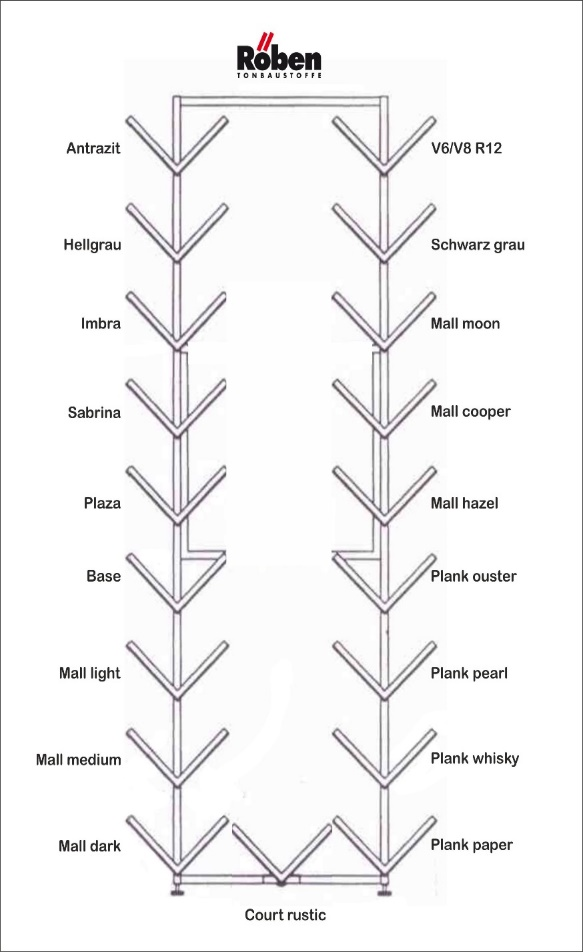 Röben
TONBAUSTOFFE
Antrazit
V6/V8 R12
Hellgrau
Schwarz grau
Imbra
Mall moon
Sabrina
Mall cooper
Plaza
Mall hazel
Base
Plank ouster
Mall light
Plank pearl
Mall medium
Plank whisky
Mall dark
Plank paper
Court rustic